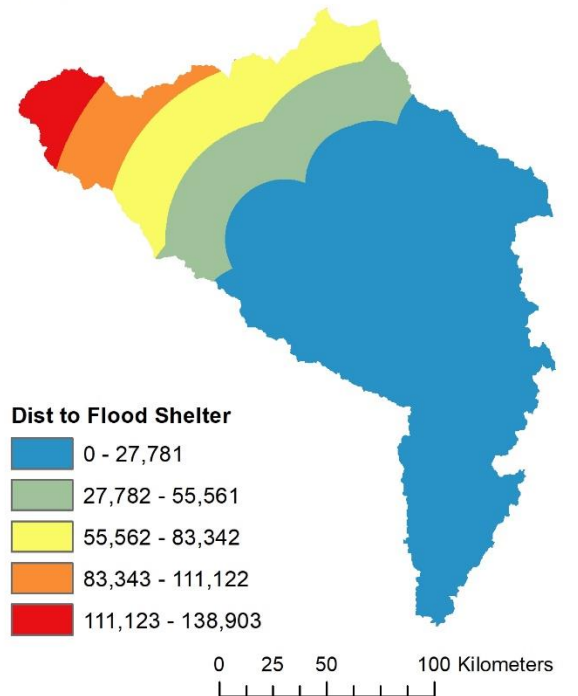 Dist to Flood Shelter
0 - 27,781
27,782 - 55,561
55,562 - 83,342
83,343 - 111,122
111,123 - 138,903
0 25 50 100 Kilometers